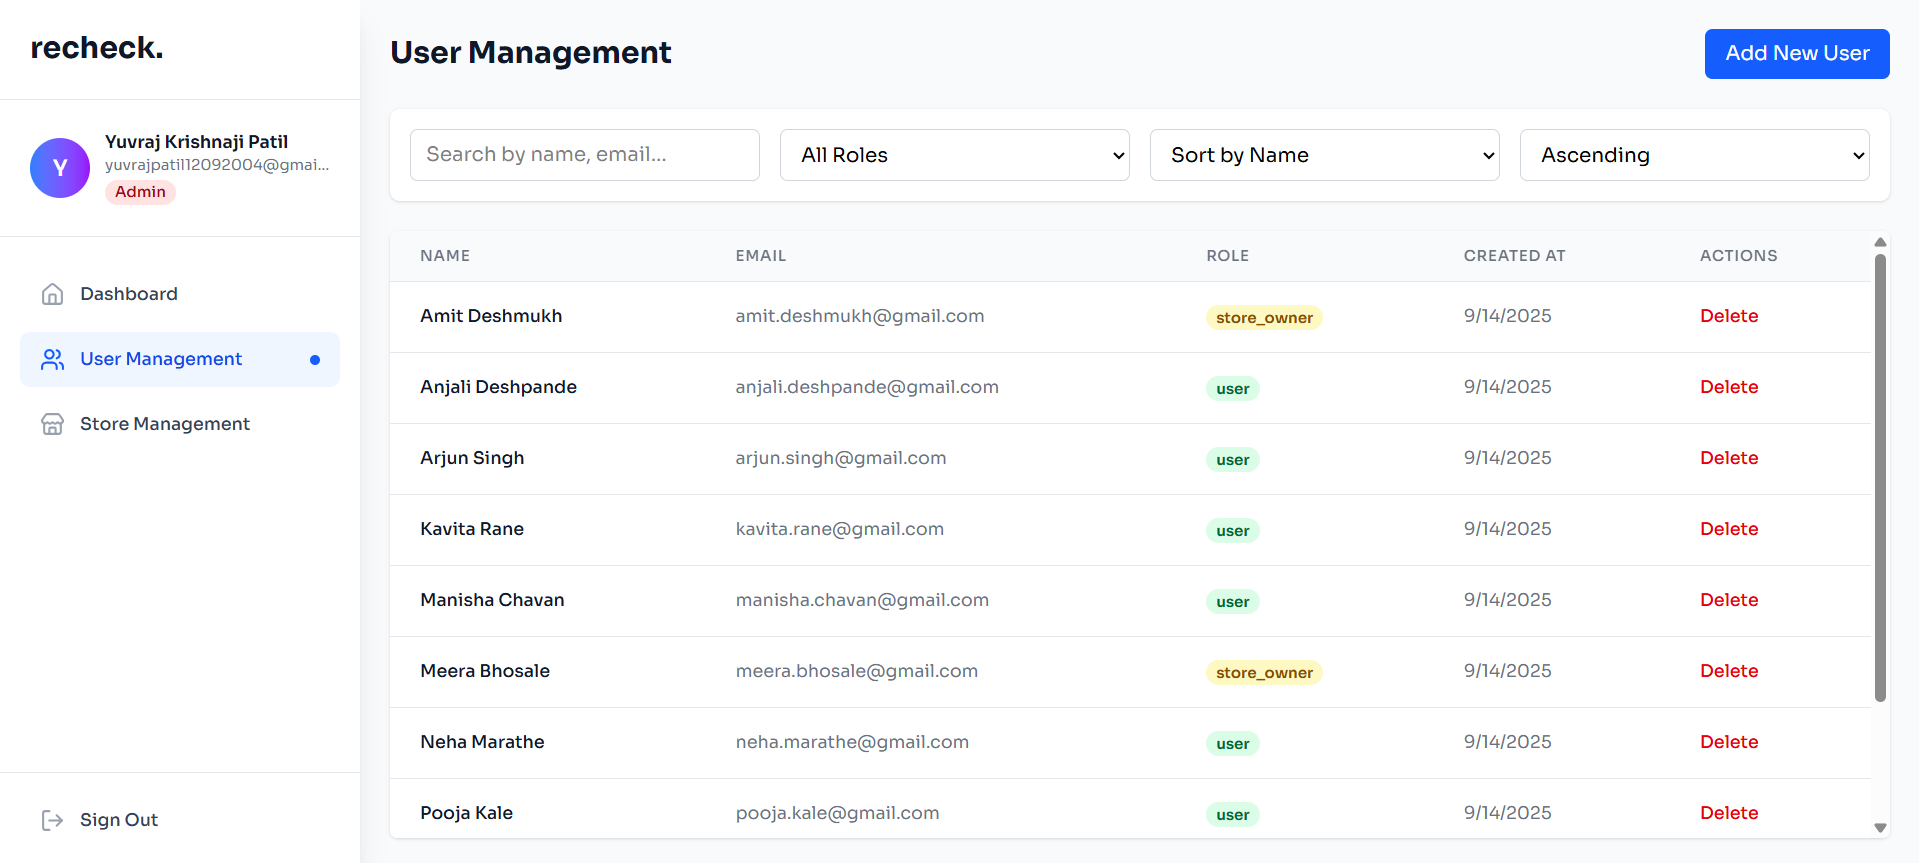 recheck.
Y
Yuvraj Krishnaji Patil
yuvrajpatil12092004@gmai...
Admin
Dashboard
User Management
Store Management
Sign Out
User Management
Add New User
Search by name, email...
All Roles
Sort by Name
Ascending
NAME EMAIL ROLE CREATED AT ACTIONS
Amit Deshmukh amit.deshmukh@gmail.com store_owner 9/14/2025 Delete
Anjali Deshpande anjali.deshpande@gmail.com user 9/14/2025 Delete
Arjun Singh arjun.singh@gmail.com user 9/14/2025 Delete
Kavita Rane kavita.rane@gmail.com user 9/14/2025 Delete
Manisha Chavan manisha.chavan@gmail.com user 9/14/2025 Delete
Meera Bhosale meera.bhosale@gmail.com store_owner 9/14/2025 Delete
Neha Marathe neha.marathe@gmail.com user 9/14/2025 Delete
Pooja Kale pooja.kale@gmail.com user 9/14/2025 Delete